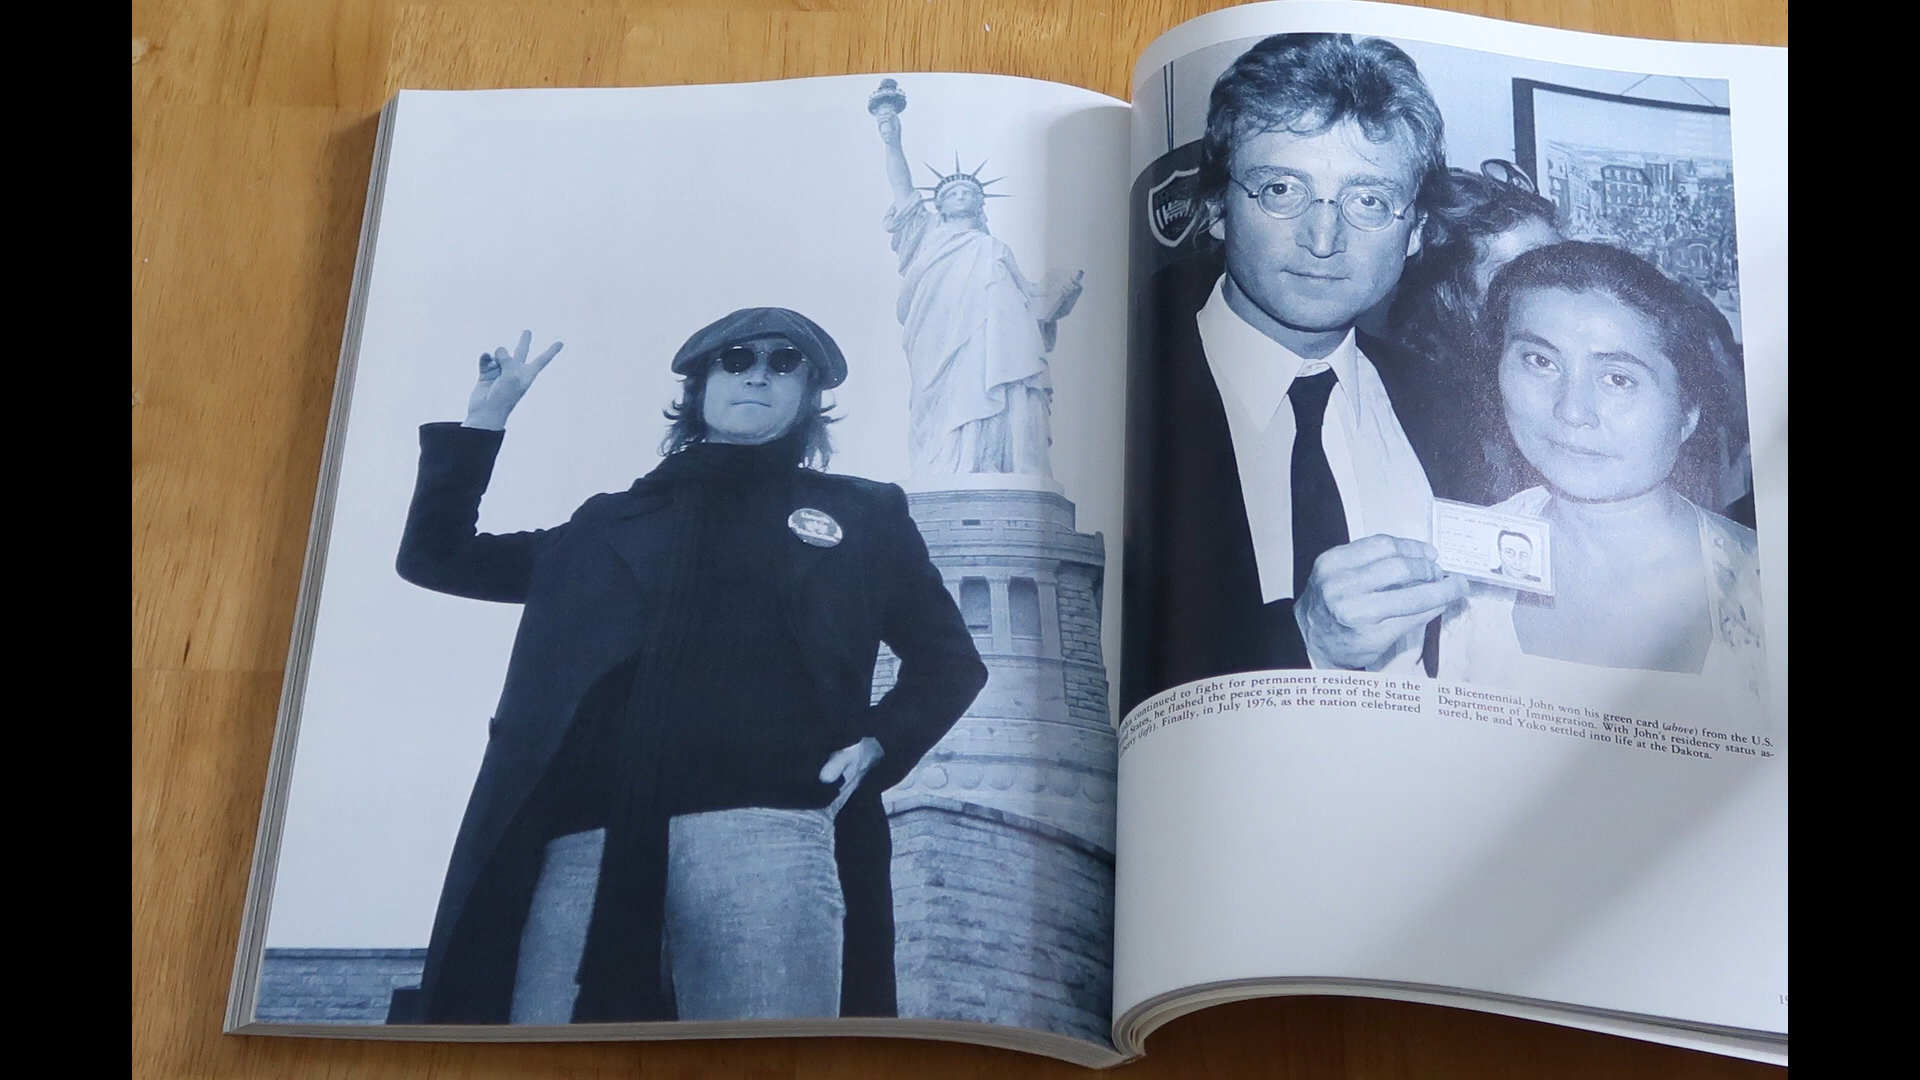 continued to fight for permanent residency in the
States, he flashed the peace sign in front of the Statue
(left). Finally, in July 1976, as the nation celebrated
its Bicentennial, John won his green card (above) from the U.S.
Department of Immigration. With John's residency status as-
sured, he and Yoko settled into life at the Dakota.